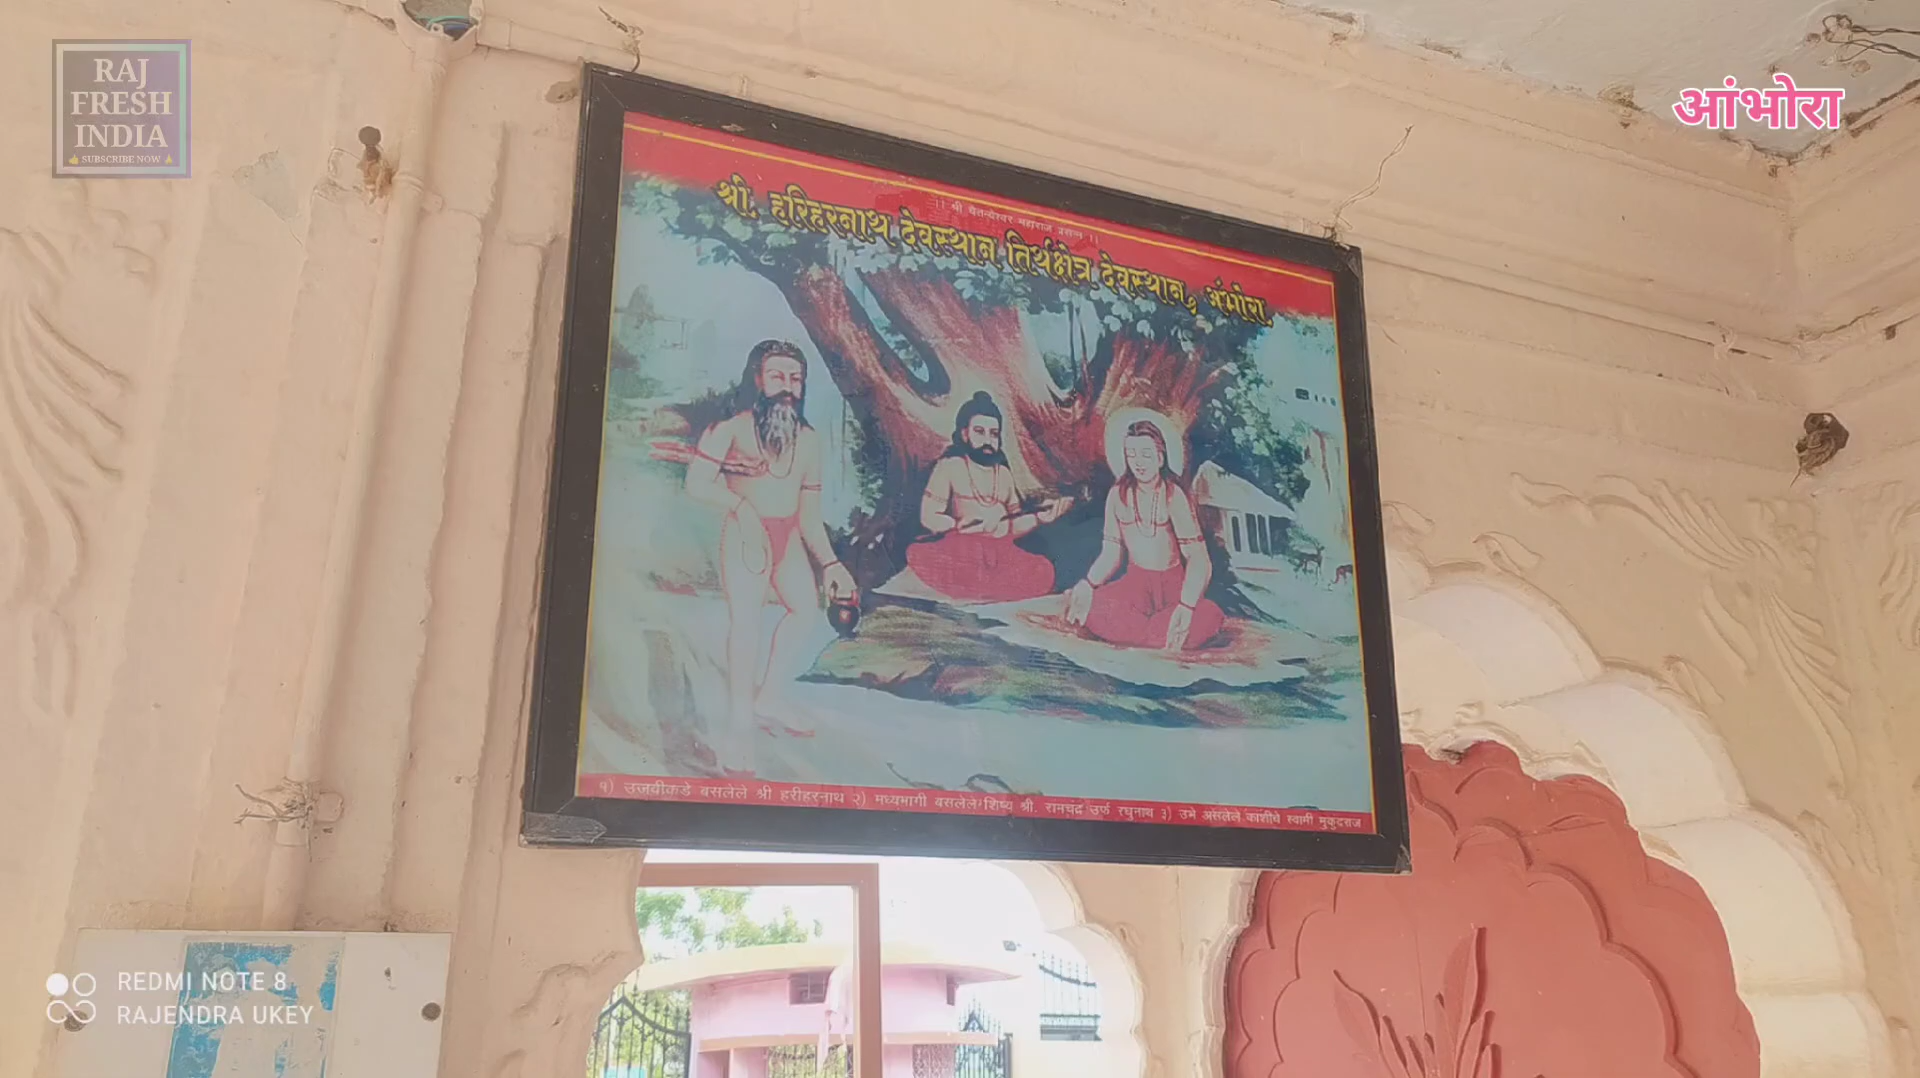 RAJ
FRESH
INDIA
SUBSCRIBE NOW
आंभोरा
।। श्री चैतन्येश्वर महाराज प्रसन्न ।।
श्री. हरिहरनाथ देवस्थान तिर्थक्षेत्र देवस्थान, अंभोरा.
१) उजवीकडे बसलेले श्री हरीहरनाथ २) मध्यभागी बसलेले शिष्य श्री. रामचंद्र उर्फ रघुनाथ ३) उभे असलेले काशीचे स्वामी मुकुंदराज
REDMI NOTE 8
RAJENDRA UKEY